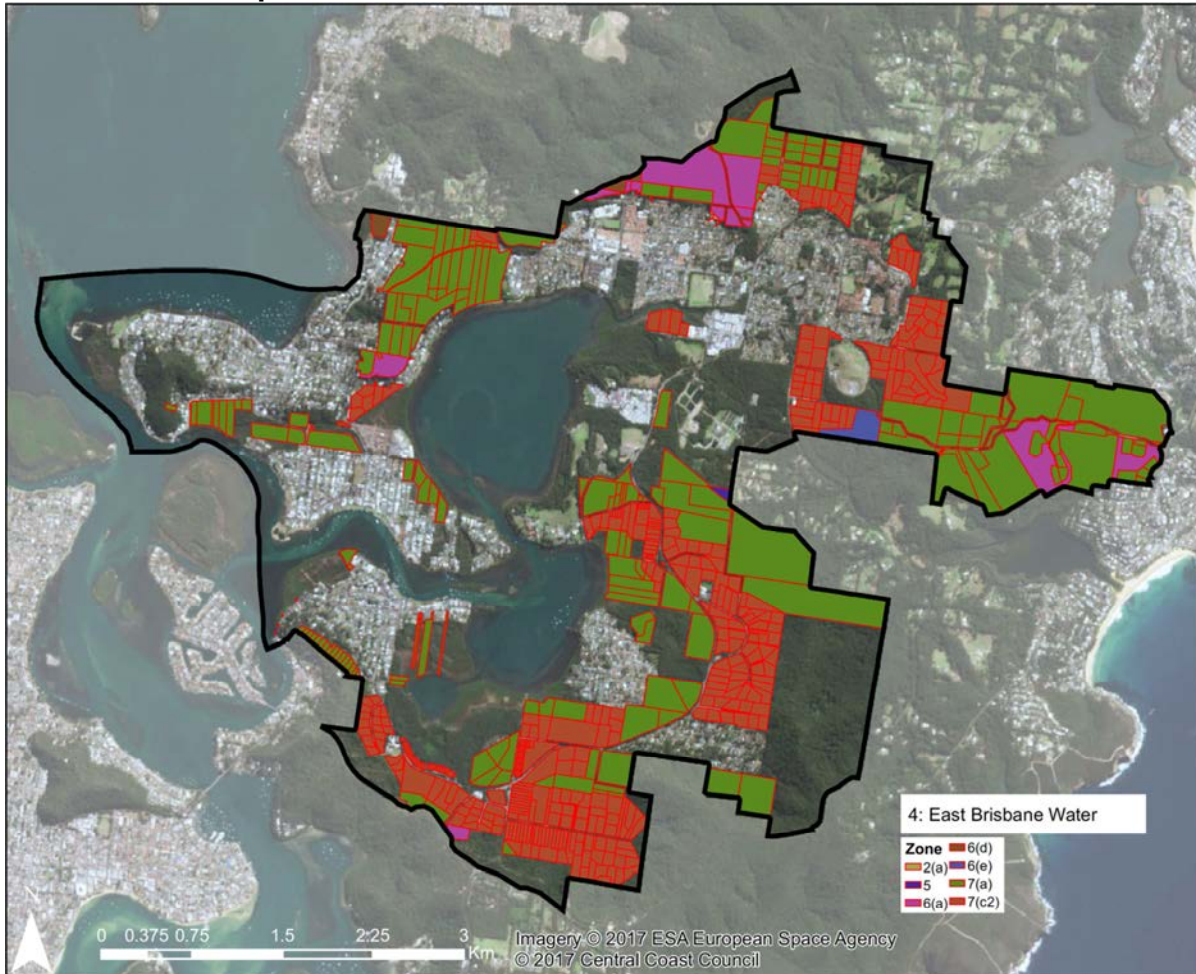 4: East Brisbane Water
Zone
2(a)
5
6(a)
6(d)
6(e)
7(a)
7(c2)
N
0 0.375 0.75 1.5 2.25 3
Km
Imagery © 2017 ESA European Space Agency
© 2017 Central Coast Council